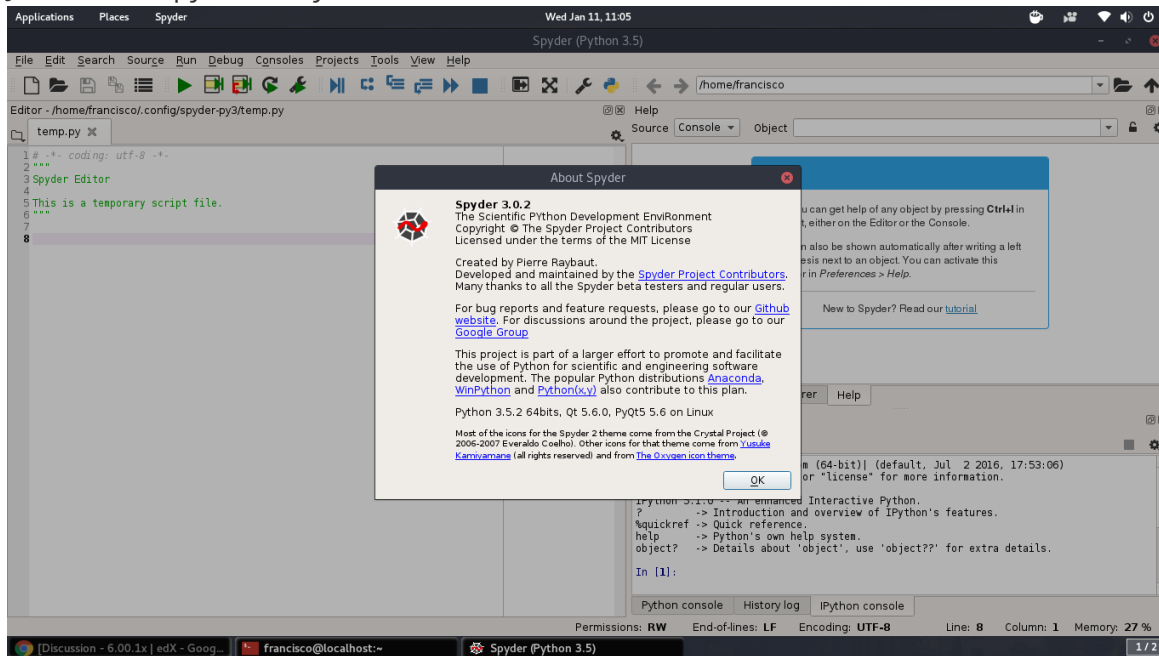 Applications Places Spyder Wed Jan 11, 11:05
Spyder (Python 3.5)
File Edit Search Source Run Debug Consoles Projects Tools View Help
/home/francisco
Editor - /home/francisco/.config/spyder-py3/temp.py
Help
temp.py
Source Console Object
1 # -*- coding: utf-8 -*-
2 """
3 Spyder Editor
4
5 This is a temporary script file.
6 """
7
8
About Spyder
Spyder 3.0.2
The Scientific PYthon Development EnviRonment
Copyright © The Spyder Project Contributors
Licensed under the terms of the MIT License
Created by Pierre Raybaut.
Developed and maintained by the Spyder Project Contributors.
Many thanks to all the Spyder beta testers and regular users.
For bug reports and feature requests, please go to our Github
website. For discussions around the project, please go to our
Google Group
This project is part of a larger effort to promote and facilitate
the use of Python for scientific and engineering software
development. The popular Python distributions Anaconda,
WinPython and Python(x,y) also contribute to this plan.
Python 3.5.2 64bits, Qt 5.6.0, PyQt5 5.6 on Linux
Most of the icons for the Spyder 2 theme come from the Crystal Project (©
2006-2007 Everaldo Coelho). Other icons for that theme come from Yusuke
Kamiyamane (all rights reserved) and from The Oxygen icon theme.
OK
can get help of any object by pressing Ctrl+I in
, either on the Editor or the Console.
also be shown automatically after writing a left
next to an object. You can activate this
in Preferences > Help.
New to Spyder? Read our tutorial
Help
(64-bit)| (default, Jul 2 2016, 17:53:06)
or "license" for more information.
IPython 5.1.0 -- An enhanced Interactive Python.
? -> Introduction and overview of IPython's features.
%quickref -> Quick reference.
help -> Python's own help system.
object? -> Details about 'object', use 'object??' for extra details.
In [1]:
Python console History log IPython console
Permissions: RW End-of-lines: LF Encoding: UTF-8 Line: 8 Column: 1 Memory: 27 %
[Discussion - 6.00.1x | edX - Goog... francisco@localhost:~ Spyder (Python 3.5) 1 / 2